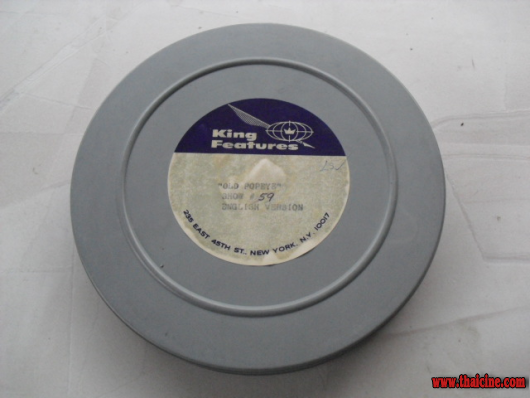 King
Features
"OLD POPEYE"
SHOW # 59
ENGLISH VERSION
235 EAST 45TH ST., NEW YORK, N.Y. 10017
www.thaicine.com